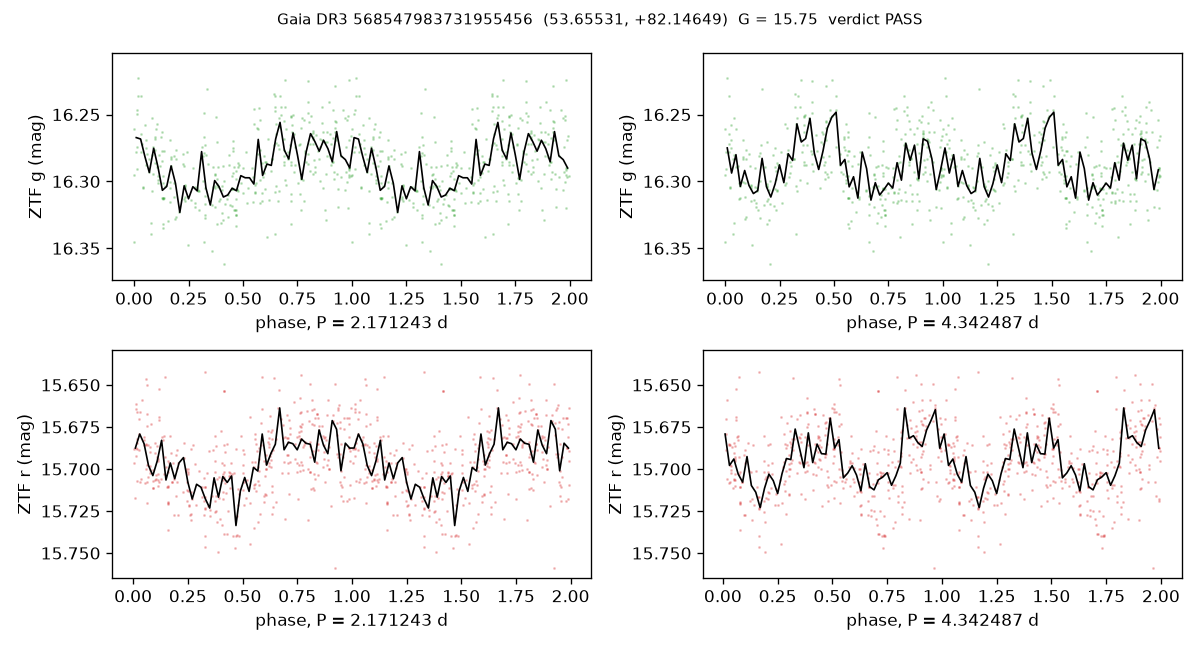 Gaia DR3 568547983731955456  (53.65531, +82.14649)  G = 15.75  verdict PASS
ZTF g (mag)
16.25
16.30
16.35
0.00 0.25 0.50 0.75 1.00 1.25 1.50 1.75 2.00
phase, P = 2.171243 d
ZTF g (mag)
16.25
16.30
16.35
0.00 0.25 0.50 0.75 1.00 1.25 1.50 1.75 2.00
phase, P = 4.342487 d
ZTF r (mag)
15.650
15.675
15.700
15.725
15.750
0.00 0.25 0.50 0.75 1.00 1.25 1.50 1.75 2.00
phase, P = 2.171243 d
ZTF r (mag)
15.650
15.675
15.700
15.725
15.750
0.00 0.25 0.50 0.75 1.00 1.25 1.50 1.75 2.00
phase, P = 4.342487 d